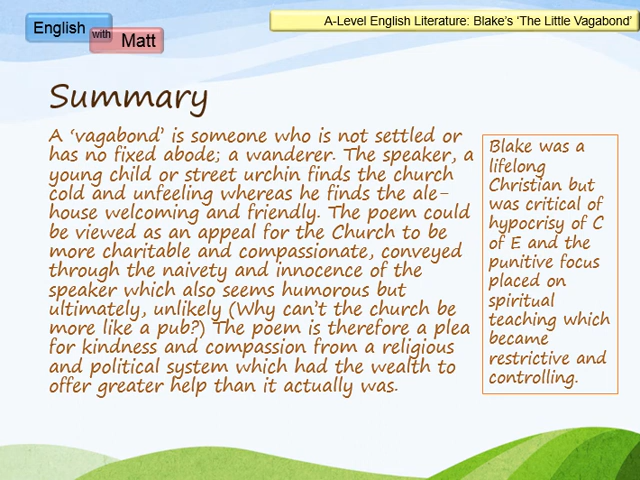 English
with
Matt
A-Level English Literature: Blake's 'The Little Vagabond'
Summary
A 'vagabond' is someone who is not settled or
has no fixed abode; a wanderer. The speaker, a
young child or street urchin finds the church
cold and unfeeling whereas he finds the ale-
house welcoming and friendly. The poem could
be viewed as an appeal for the Church to be
more charitable and compassionate, conveyed
through the naivety and innocence of the
speaker which also seems humorous but
ultimately, unlikely (Why can't the church be
more like a pub?) The poem is therefore a plea
for kindness and compassion from a religious
and political system which had the wealth to
offer greater help than it actually was.
Blake was a
lifelong
Christian but
was critical of
hypocrisy of C
of E and the
punitive focus
placed on
spiritual
teaching which
became
restrictive and
controlling.